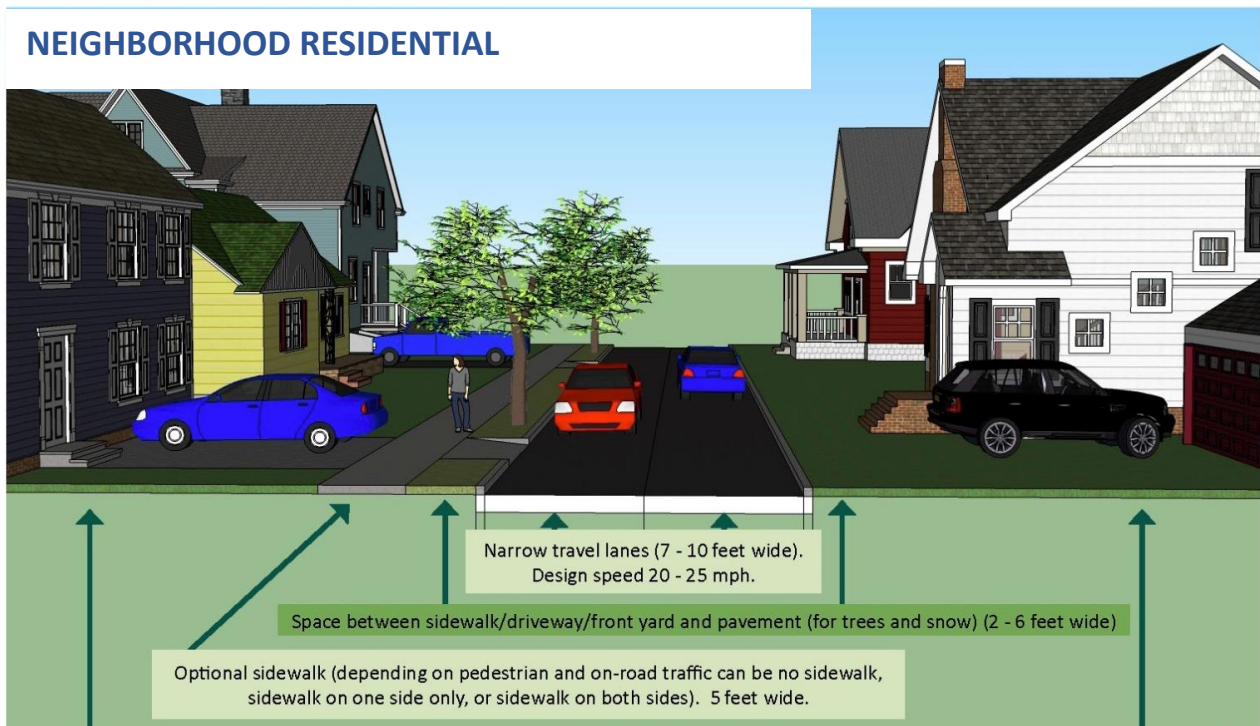 NEIGHBORHOOD RESIDENTIAL
Narrow travel lanes (7 - 10 feet wide).
Design speed 20 - 25 mph.
Space between sidewalk/driveway/front yard and pavement (for trees and snow) (2 - 6 feet wide)
Optional sidewalk (depending on pedestrian and on-road traffic can be no sidewalk,
sidewalk on one side only, or sidewalk on both sides).  5 feet wide.